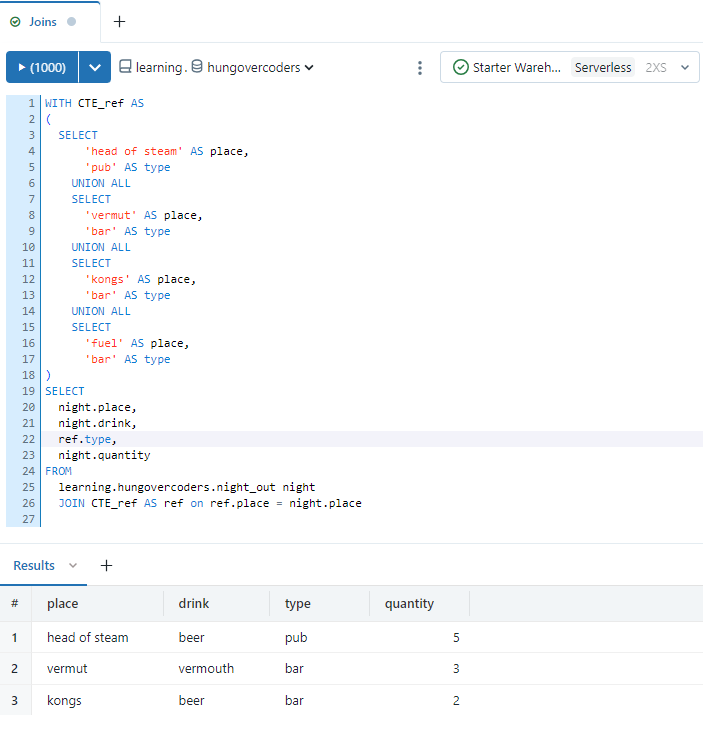 Joins
+
(1000) learning. hungovercoders Starter Wareh... Serverless 2XS
1 WITH CTE_ref AS
2 (
3 SELECT
4 'head of steam' AS place,
5 'pub' AS type
6 UNION ALL
7 SELECT
8 'vermut' AS place,
9 'bar' AS type
10 UNION ALL
11 SELECT
12 'kongs' AS place,
13 'bar' AS type
14 UNION ALL
15 SELECT
16 'fuel' AS place,
17 'bar' AS type
18 )
19 SELECT
20 night.place,
21 night.drink,
22 ref.type,
23 night.quantity
24 FROM
25 learning.hungovercoders.night_out night
26 JOIN CTE_ref AS ref on ref.place = night.place
27
Results +
# place drink type quantity
1 head of steam beer pub 5
2 vermut vermouth bar 3
3 kongs beer bar 2